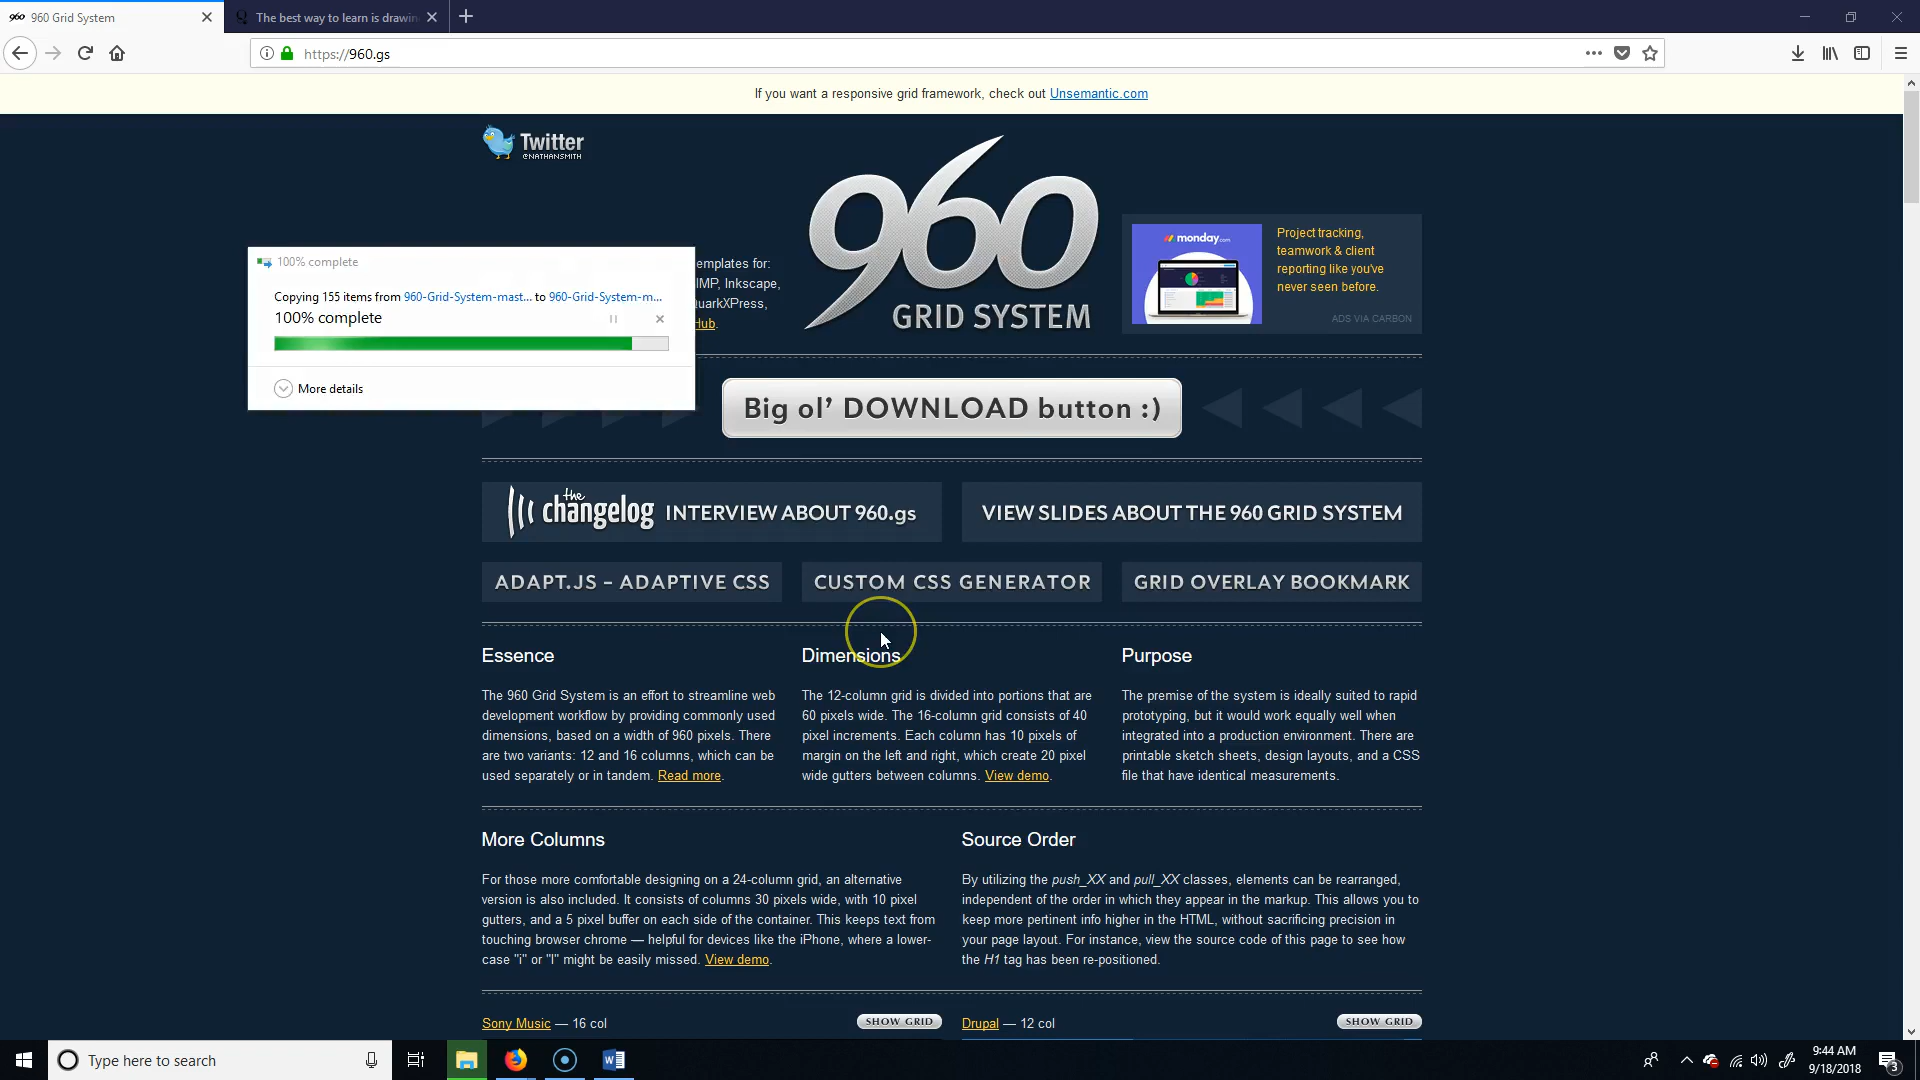 960 Grid System
The best way to learn is drawin
https://960.gs
If you want a responsive grid framework, check out Unsemantic.com
Twitter
@NATHANSMITH
960
GRID SYSTEM
emplates for:
IMP, Inkscape,
uarkXPress,
Hub.
monday.com
Project tracking,
teamwork & client
reporting like you've
never seen before.
ADS VIA CARBON
100% complete
Copying 155 items from 960-Grid-System-mast... to 960-Grid-System-m...
100% complete
More details
Big ol' DOWNLOAD button :)
the changelog INTERVIEW ABOUT 960.gs
VIEW SLIDES ABOUT THE 960 GRID SYSTEM
ADAPT.JS – ADAPTIVE CSS
CUSTOM CSS GENERATOR
GRID OVERLAY BOOKMARK
Essence
The 960 Grid System is an effort to streamline web
development workflow by providing commonly used
dimensions, based on a width of 960 pixels. There
are two variants: 12 and 16 columns, which can be
used separately or in tandem. Read more.
Dimensions
The 12-column grid is divided into portions that are
60 pixels wide. The 16-column grid consists of 40
pixel increments. Each column has 10 pixels of
margin on the left and right, which create 20 pixel
wide gutters between columns. View demo.
Purpose
The premise of the system is ideally suited to rapid
prototyping, but it would work equally well when
integrated into a production environment. There are
printable sketch sheets, design layouts, and a CSS
file that have identical measurements.
More Columns
For those more comfortable designing on a 24-column grid, an alternative
version is also included. It consists of columns 30 pixels wide, with 10 pixel
gutters, and a 5 pixel buffer on each side of the container. This keeps text from
touching browser chrome — helpful for devices like the iPhone, where a lower-
case "i" or "l" might be easily missed. View demo.
Source Order
By utilizing the push_XX and pull_XX classes, elements can be rearranged,
independent of the order in which they appear in the markup. This allows you to
keep more pertinent info higher in the HTML, without sacrificing precision in
your page layout. For instance, view the source code of this page to see how
the H1 tag has been re-positioned.
Sony Music — 16 col
SHOW GRID
Drupal — 12 col
SHOW GRID
Type here to search
9:44 AM
9/18/2018
3